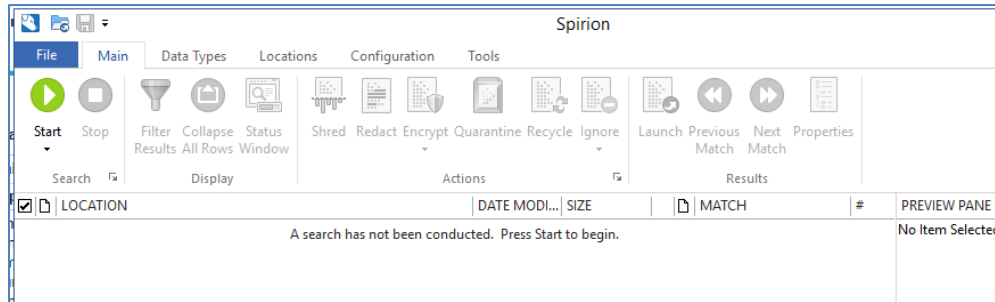 Spirion
File Main Data Types Locations Configuration Tools
Start Stop Filter Collapse Status Shred Redact Encrypt Quarantine Recycle Ignore Launch Previous Next Properties
Results All Rows Window Match Match
Search Display Actions Results
LOCATION DATE MODI... SIZE MATCH # PREVIEW PANE
A search has not been conducted. Press Start to begin. No Item Selected